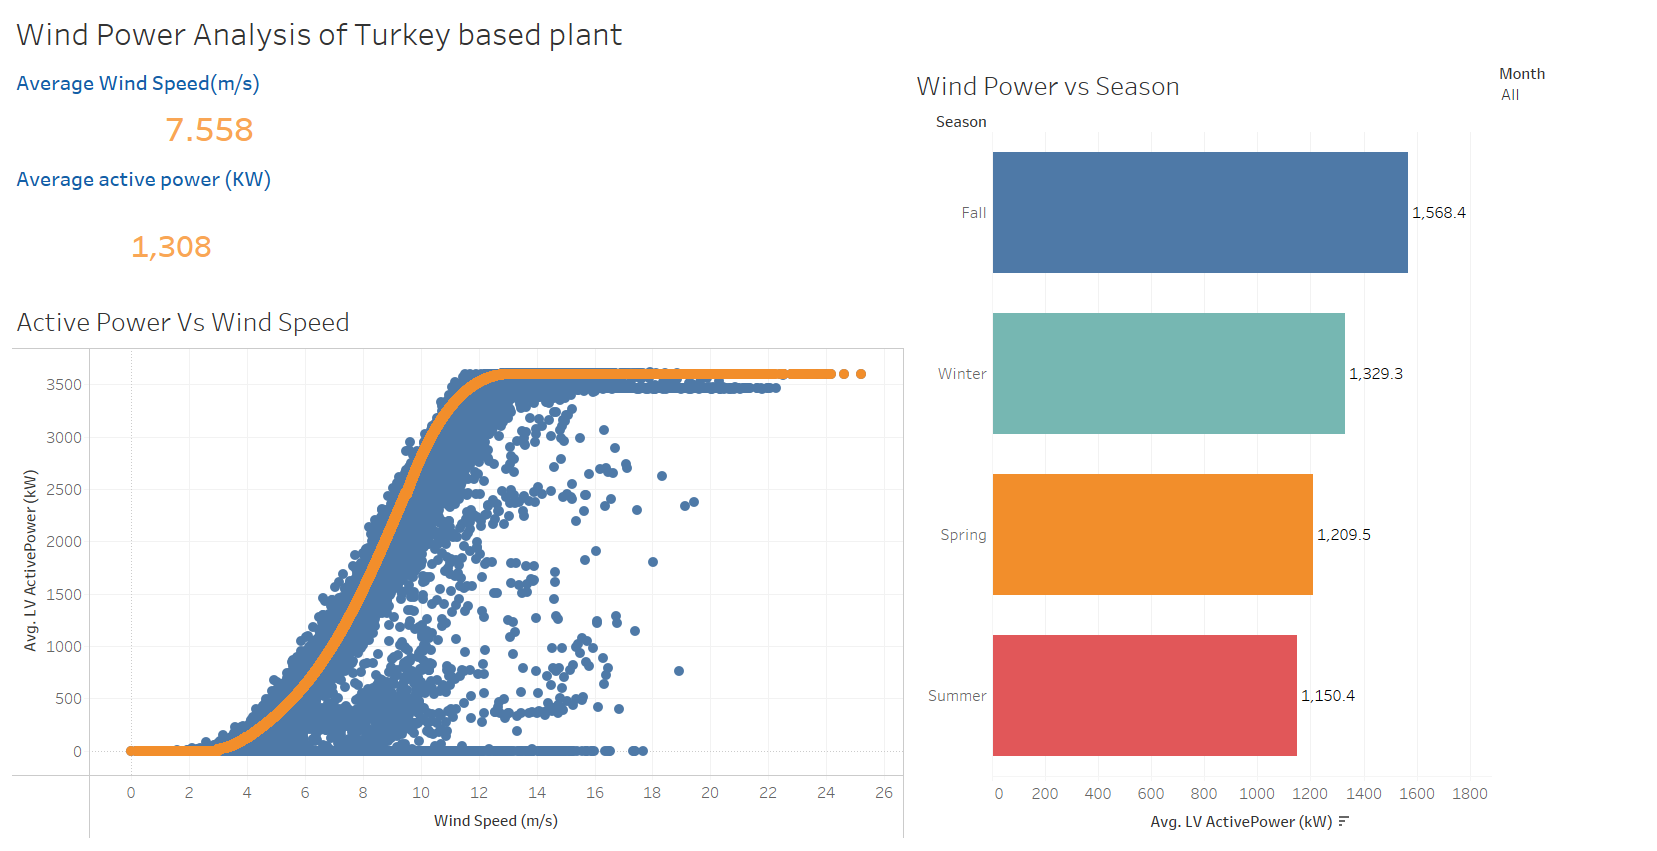 Wind Power Analysis of Turkey based plant
Average Wind Speed(m/s)
7.558
Average active power (KW)
1,308
Active Power Vs Wind Speed
Avg. LV ActivePower (kW)
3500
3000
2500
2000
1500
1000
500
0
0 2 4 6 8 10 12 14 16 18 20 22 24 26
Wind Speed (m/s)
Wind Power vs Season
Season
Fall 1,568.4
Winter 1,329.3
Spring 1,209.5
Summer 1,150.4
0 200 400 600 800 1000 1200 1400 1600 1800
Avg. LV ActivePower (kW)
Month
All